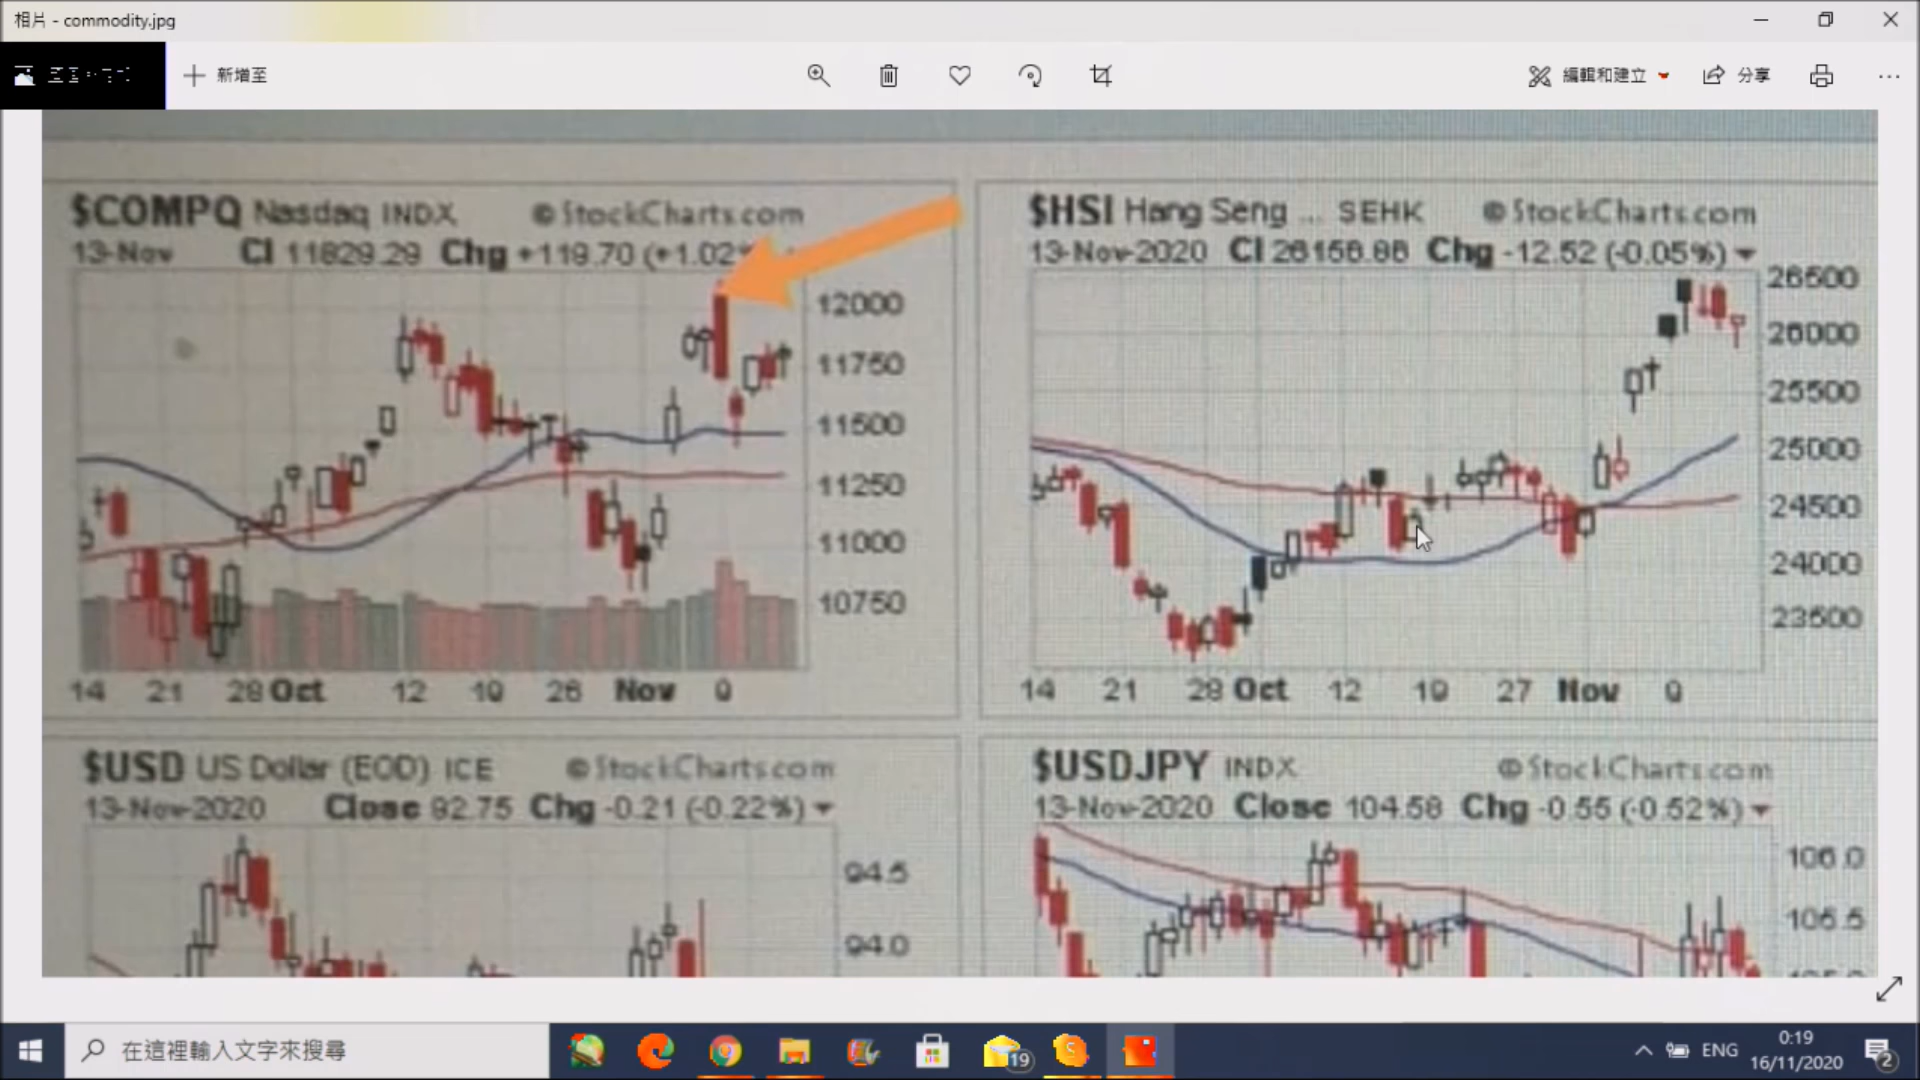 相片 - commodity.jpg
新增至
編輯和建立
分享
$COMPQ Nasdaq INDX © StockCharts.com
13-Nov Cl 11829.29 Chg +119.70 (+1.02%
12000
11750
11500
11250
11000
10750
14 21 28 Oct 12 19 26 Nov 9
$HSI Hang Seng ... SEHK © StockCharts.com
13-Nov-2020 Cl 26156.86 Chg -12.52 (-0.05%)
26500
26000
25500
25000
24500
24000
23500
14 21 28 Oct 12 19 27 Nov 9
$USD US Dollar (EOD) ICE © StockCharts.com
13-Nov-2020 Close 92.75 Chg -0.21 (-0.22%)
94.5
94.0
$USDJPY INDX © StockCharts.com
13-Nov-2020 Close 104.58 Chg -0.55 (-0.52%)
106.0
105.5
在這裡輸入文字來搜尋
19
ENG
0:19
16/11/2020
2